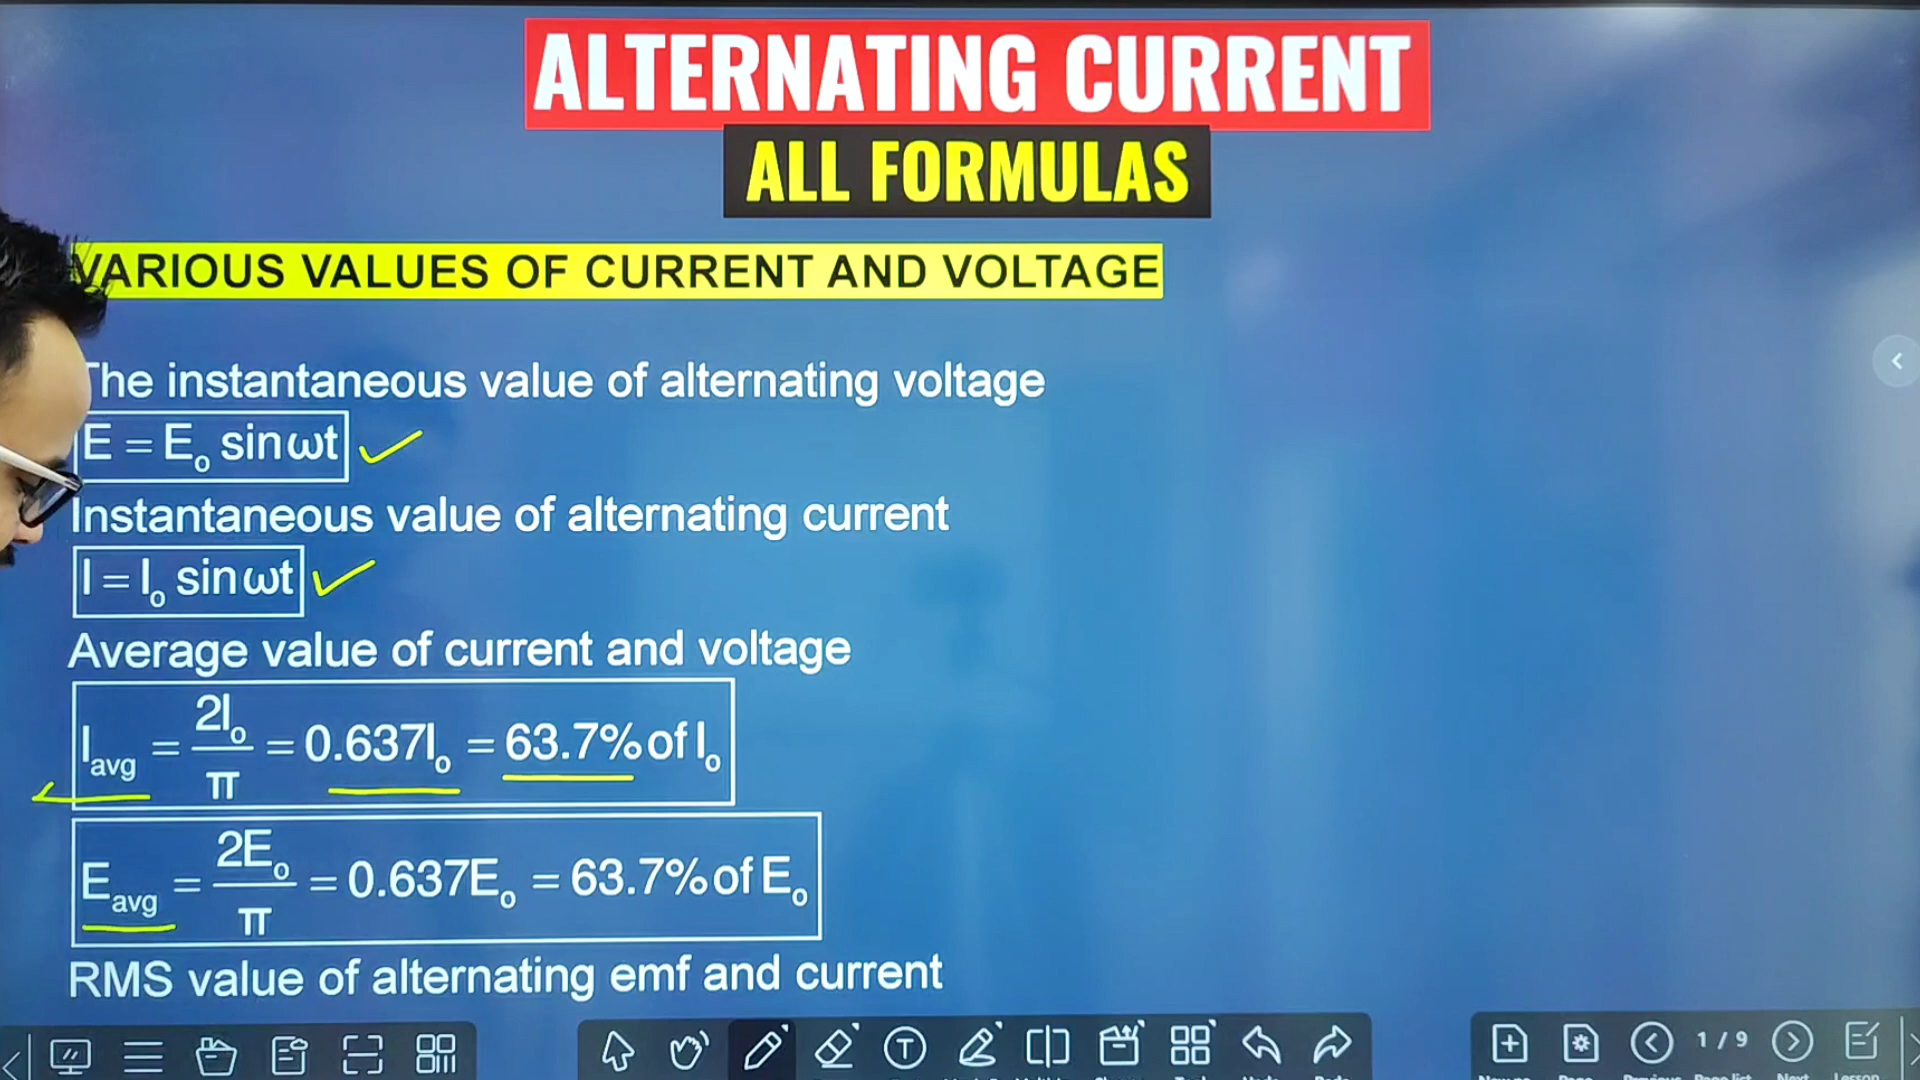 ALTERNATING CURRENT
ALL FORMULAS
VARIOUS VALUES OF CURRENT AND VOLTAGE
The instantaneous value of alternating voltage
E = E₀ sinωt
Instantaneous value of alternating current
I = I₀ sinωt
Average value of current and voltage
I_avg = 2I₀/π = 0.637I₀ = 63.7% of I₀
E_avg = 2E₀/π = 0.637E₀ = 63.7% of E₀
RMS value of alternating emf and current
1 / 9